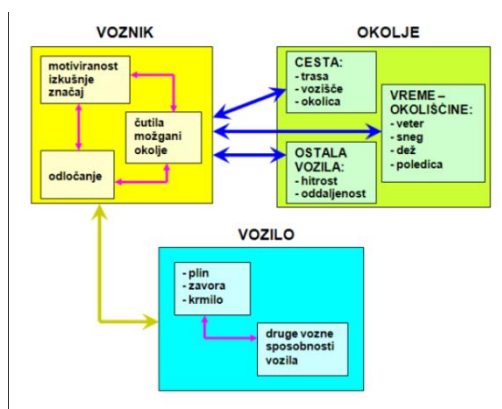 VOZNIK
motiviranost
izkušnje
značaj
čutila
možgani
okolje
odločanje
OKOLJE
CESTA:
- trasa
- vozišče
- okolica
VREME –
OKOLIŠČINE:
- veter
- sneg
- dež
- poledica
OSTALA
VOZILA:
- hitrost
- oddaljenost
VOZILO
- plin
- zavora
- krmilo
druge vozne
sposobnosti
vozila